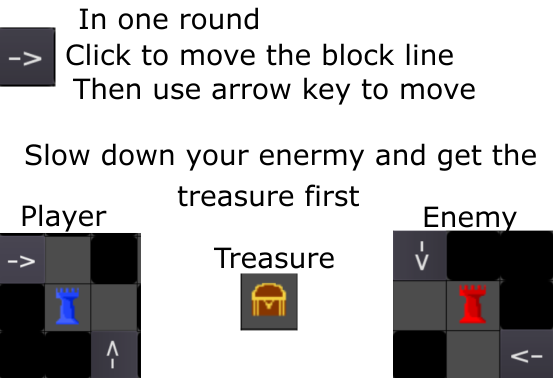 In one round
-> Click to move the block line
Then use arrow key to move
Slow down your enermy and get the
treasure first
Player
Enemy
Treasure
->
->
->
<-